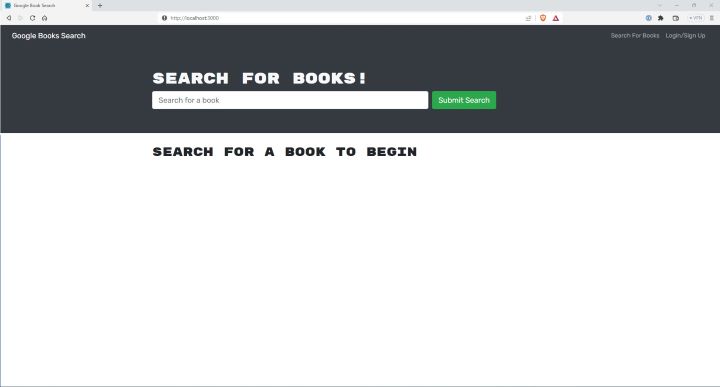 Google Book Search
http://localhost:3000
VPN
Google Books Search
Search For Books
Login/Sign Up
SEARCH FOR BOOKS!
Search for a book
Submit Search
SEARCH FOR A BOOK TO BEGIN